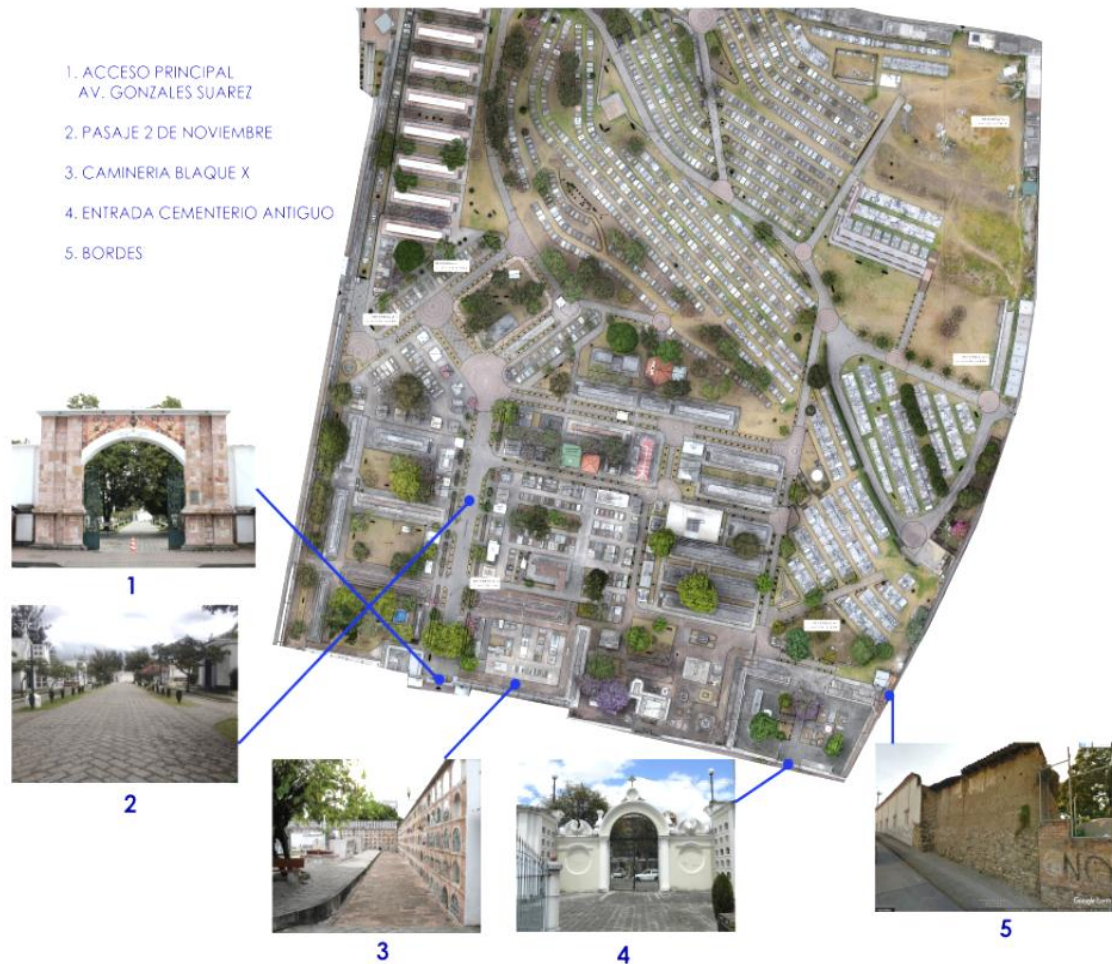 1. ACCESO PRINCIPAL
AV. GONZALES SUAREZ
2. PASAJE 2 DE NOVIEMBRE
3. CAMINERIA BLAQUE X
4. ENTRADA CEMENTERIO ANTIGUO
5. BORDES
1
2
3
4
5
NO